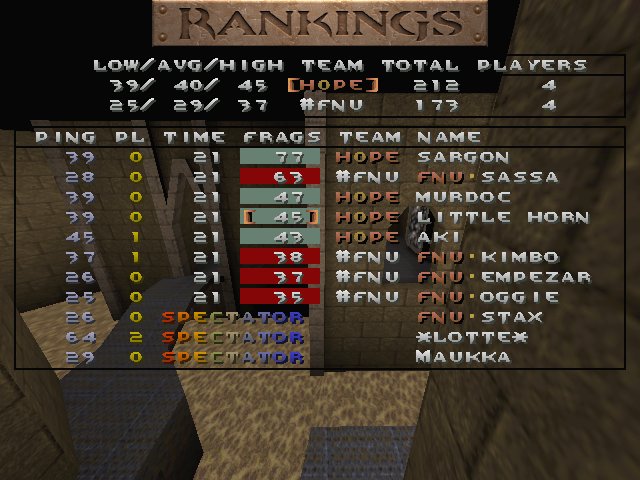 RANKINGS
LOW/AVG/HIGH TEAM TOTAL PLAYERS
39/ 40/ 45 [HOPE] 212 4
25/ 29/ 37 #FNU 173 4
PING PL TIME FRAGS TEAM NAME
39 0 21 77 HOPE SARGON
28 0 21 63 #FNU FNU·SASSA
39 0 21 47 HOPE MURDOC
39 0 21 [ 45] HOPE LITTLE HORN
45 1 21 43 HOPE AKI
37 1 21 38 #FNU FNU·KIMBO
26 0 21 37 #FNU FNU·EMPEZAR
25 0 21 35 #FNU FNU·OGGIE
26 0 SPECTATOR FNU·STAX
64 2 SPECTATOR *LOTTE*
29 0 SPECTATOR MAUKKA